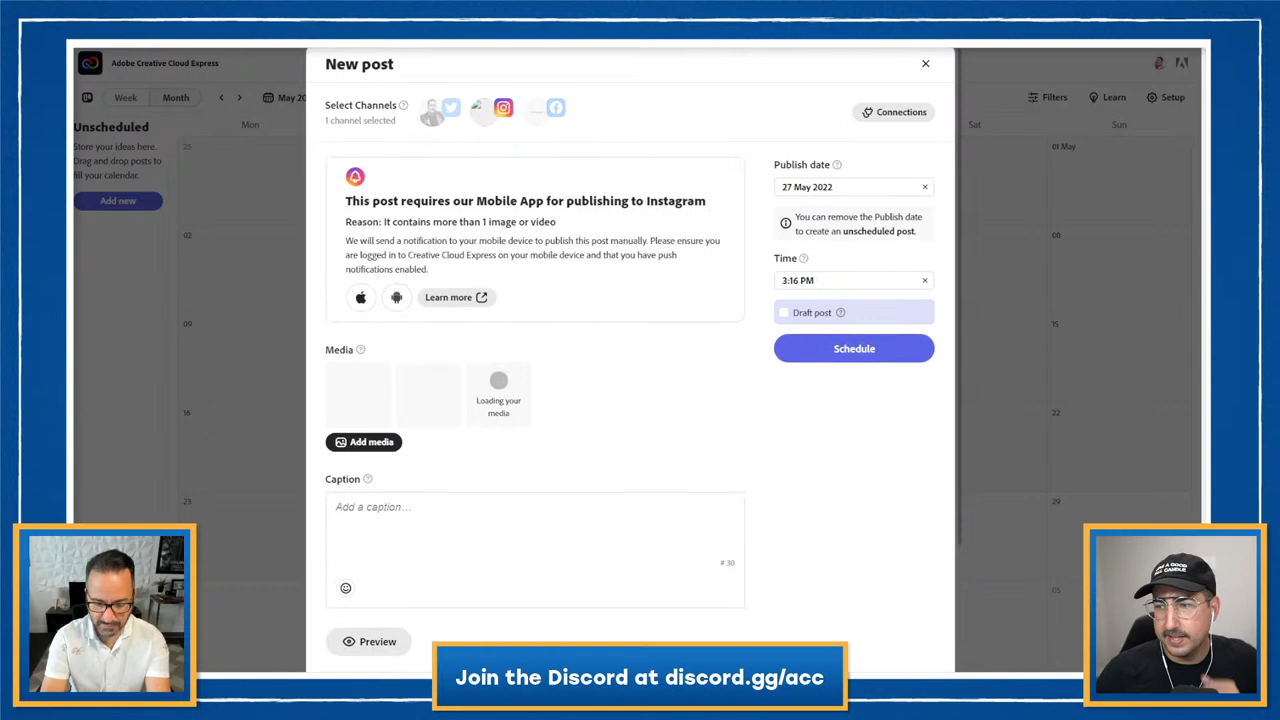 Adobe Creative Cloud Express
Week
Month
May 20
Unscheduled
Store your ideas here.
Drag and drop posts to
fill your calendar.
Add new
Mon
25
02
09
16
23
New post
Select Channels
1 channel selected
Connections
This post requires our Mobile App for publishing to Instagram
Reason: It contains more than 1 image or video
We will send a notification to your mobile device to publish this post manually. Please ensure you
are logged in to Creative Cloud Express on your mobile device and that you have push
notifications enabled.
Learn more
Media
Loading your
media
Add media
Caption
Add a caption...
# 30
Preview
Publish date
27 May 2022
You can remove the Publish date
to create an unscheduled post.
Time
3:16 PM
Draft post
Schedule
Filters
Learn
Setup
Sat
Sun
01 May
08
15
22
29
05
Join the Discord at discord.gg/acc